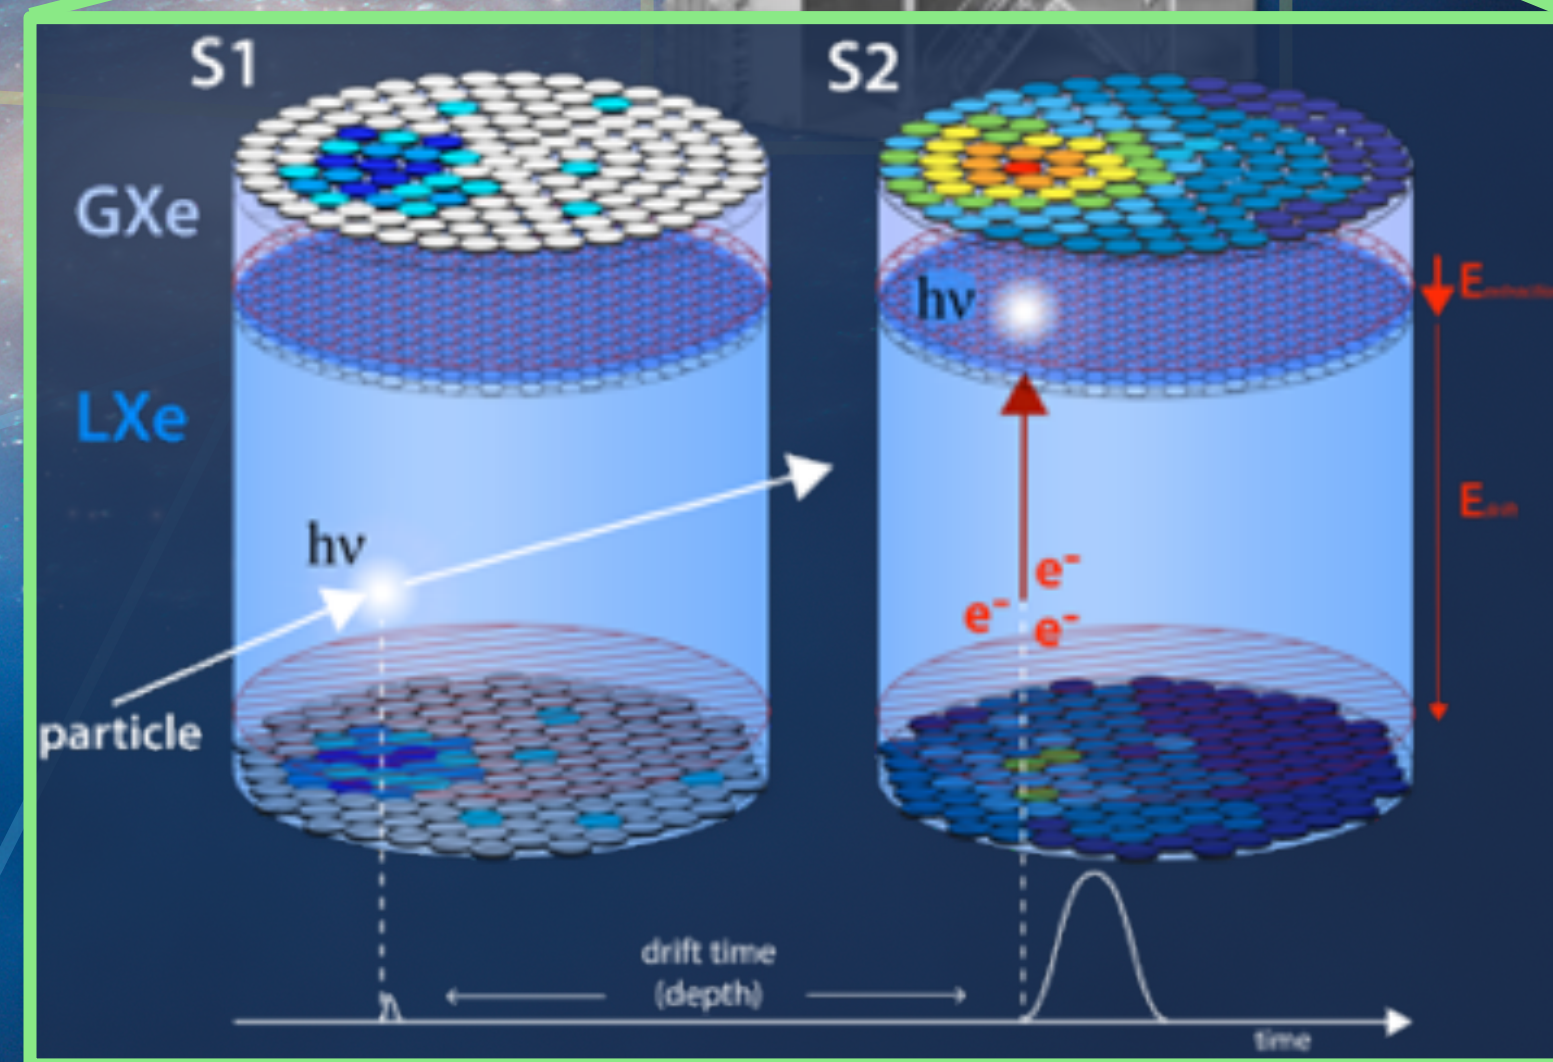 S1
S2
GXe
hν
E
LXe
E
hν
e⁻
e⁻
e⁻
particle
drift time
(depth)
time